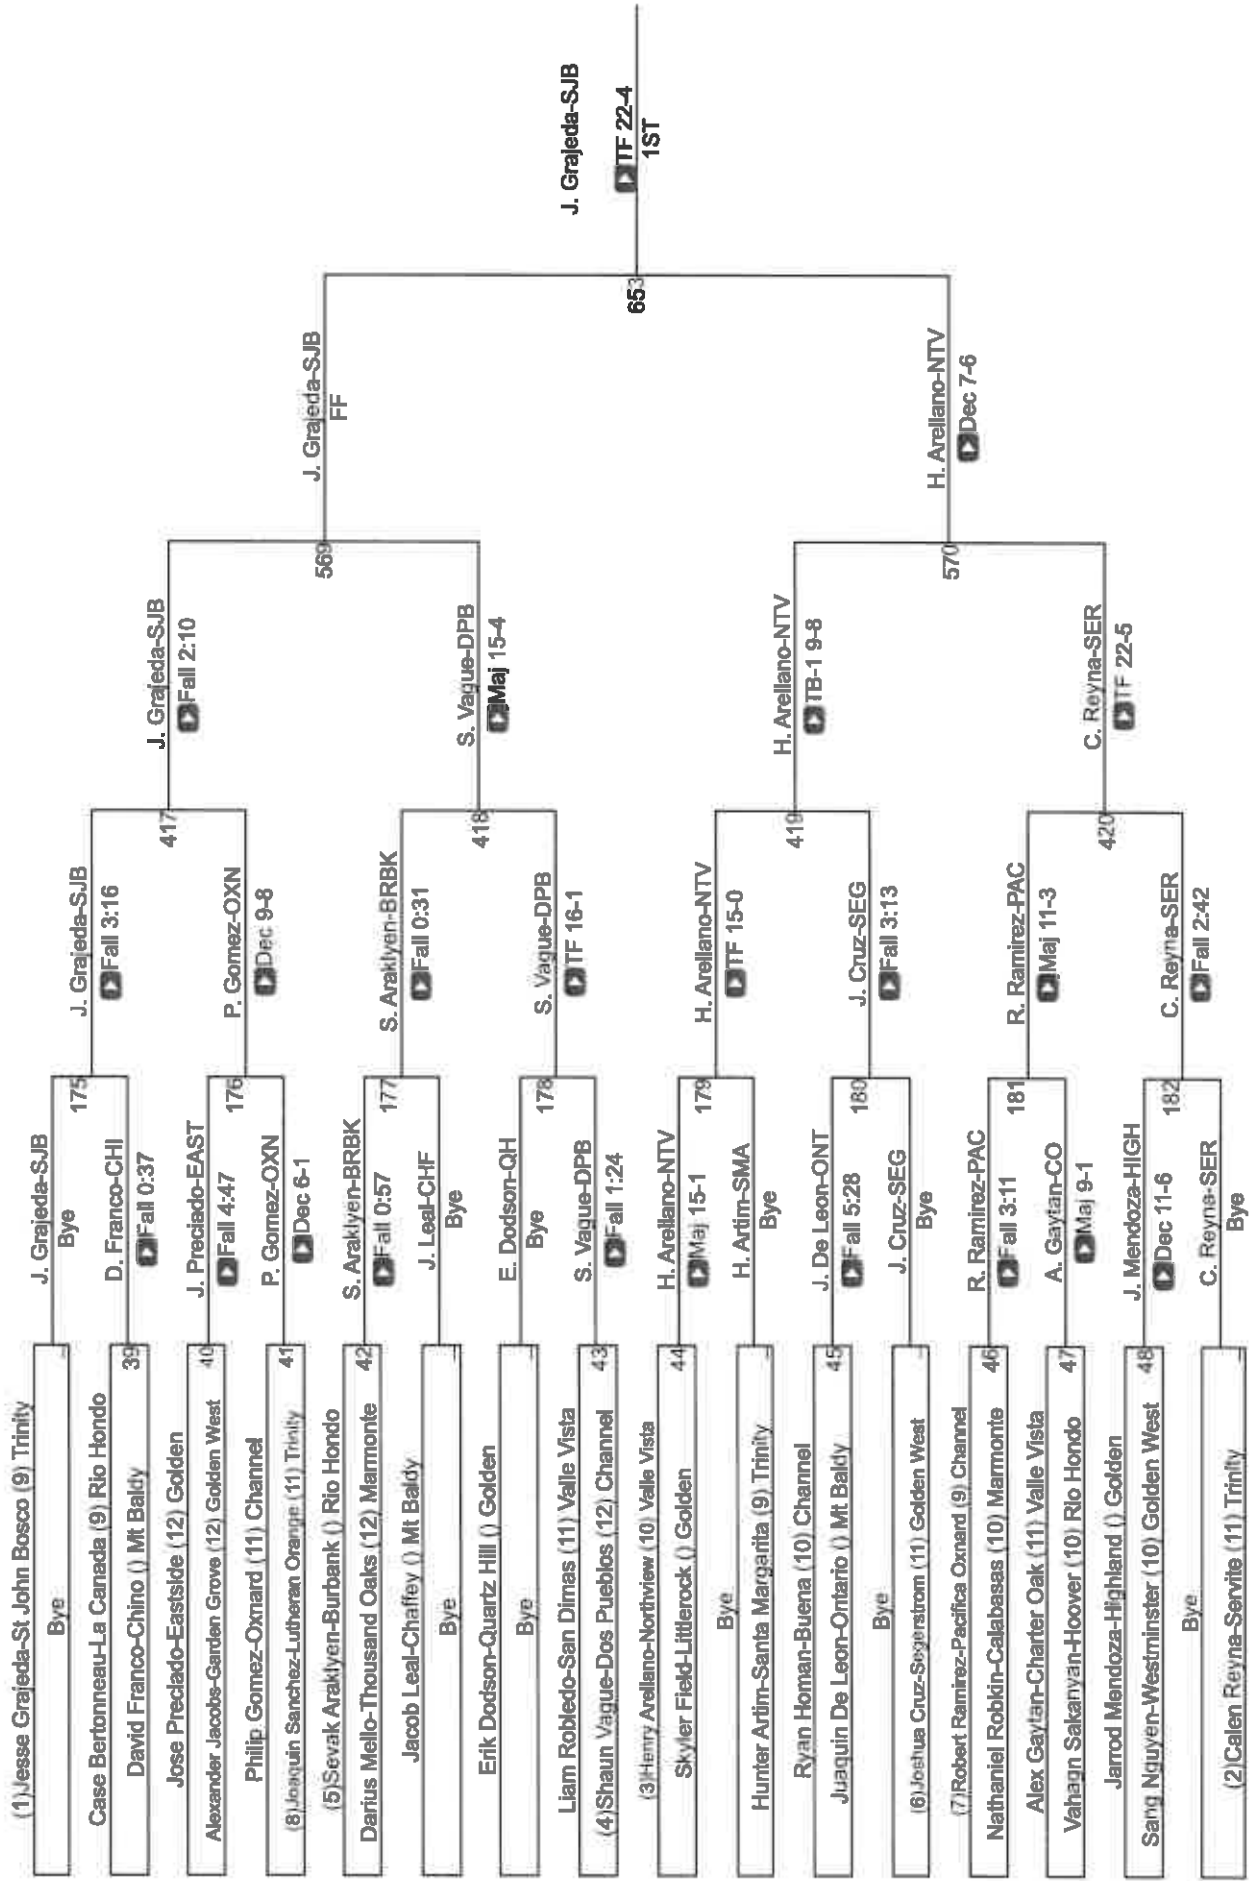 (1)Jesse Grajeda-St John Bosco (9) Trinity
Bye
Case Bertonneau-La Canada (9) Rio Hondo
David Franco-Chino () Mt Baldy
39
Jose Preciado-Eastside (12) Golden
Alexander Jacobs-Garden Grove (12) Golden West
40
Philip Gomez-Oxnard (11) Channel
(8)Joaquin Sanchez-Lutheran Orange (11) Trinity
41
(5)Sevak Araklyen-Burbank () Rio Hondo
Darius Mello-Thousand Oaks (12) Marmonte
42
Jacob Leal-Chaffey () Mt Baldy
Bye
Erik Dodson-Quartz Hill () Golden
Bye
Liam Robledo-San Dimas (11) Valle Vista
(4)Shaun Vague-Dos Pueblos (12) Channel
43
(3)Henry Arellano-Northview (10) Valle Vista
Skyler Field-Littlerock () Golden
44
Bye
Hunter Artim-Santa Margarita (9) Trinity
Ryan Homan-Buena (10) Channel
Juaquin De Leon-Ontario () Mt Baldy
45
Bye
(6)Joshua Cruz-Segerstrom (11) Golden West
(7)Robert Ramirez-Pacifica Oxnard (9) Channel
Nathaniel Robkin-Calabasas (10) Marmonte
46
Alex Gaytan-Charter Oak (11) Valle Vista
Vahagn Sakanyan-Hoover (10) Rio Hondo
47
Jarrod Mendoza-Highland () Golden
Sang Nguyen-Westminster (10) Golden West
48
Bye
(2)Calen Reyna-Servite (11) Trinity
J. Grajeda-SJB
Bye
175
D. Franco-CHI
Fall 0:37
J. Preciado-EAST
Fall 4:47
176
P. Gomez-OXN
Dec 6-1
S. Araklyen-BRBK
Fall 0:57
177
J. Leal-CHF
Bye
E. Dodson-QH
Bye
178
S. Vague-DPB
Fall 1:24
H. Arellano-NTV
Maj 15-1
179
H. Artim-SMA
Bye
J. De Leon-ONT
Fall 5:28
180
J. Cruz-SEG
Bye
R. Ramirez-PAC
Fall 3:11
181
A. Gaytan-CO
Maj 9-1
J. Mendoza-HIGH
Dec 11-6
182
C. Reyna-SER
Bye
J. Grajeda-SJB
Fall 3:16
417
P. Gomez-OXN
Dec 9-8
S. Araklyen-BRBK
Fall 0:31
418
S. Vague-DPB
TF 16-1
H. Arellano-NTV
TF 15-0
419
J. Cruz-SEG
Fall 3:13
R. Ramirez-PAC
Maj 11-3
420
C. Reyna-SER
Fall 2:42
J. Grajeda-SJB
Fall 2:10
569
S. Vague-DPB
Maj 15-4
H. Arellano-NTV
TB-1 9-8
570
C. Reyna-SER
TF 22-5
J. Grajeda-SJB
FF
653
H. Arellano-NTV
Dec 7-6
J. Grajeda-SJB
TF 22-4
1ST